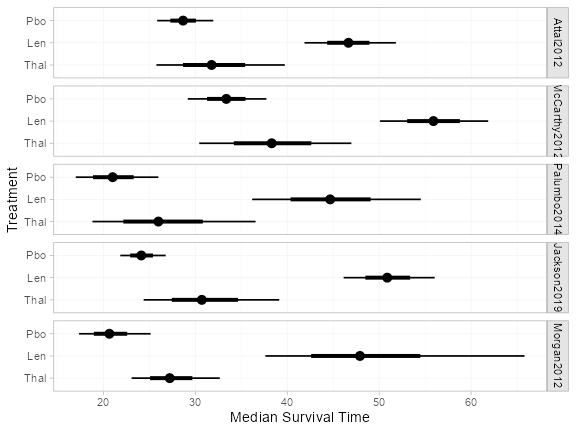 Pbo
Len
Thal
Attal2012
Pbo
Len
Thal
McCarthy2012
Pbo
Len
Thal
Palumbo2014
Pbo
Len
Thal
Jackson2019
Pbo
Len
Thal
Morgan2012
Treatment
20 30 40 50 60
Median Survival Time